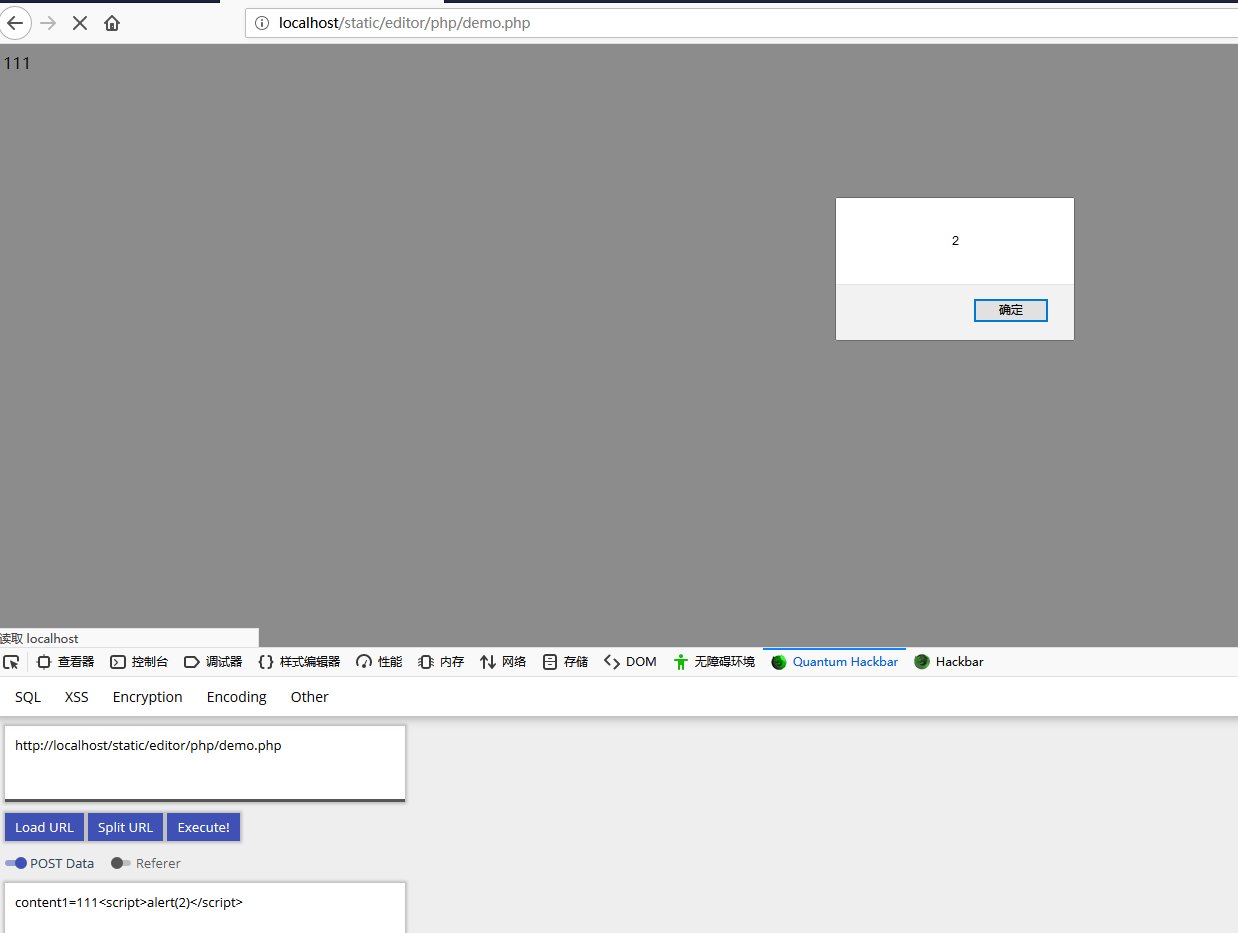 localhost/static/editor/php/demo.php
111
2
确定
读取 localhost
查看器 控制台 调试器 样式编辑器 性能 内存 网络 存储 DOM 无障碍环境 Quantum Hackbar Hackbar
SQL XSS Encryption Encoding Other
http://localhost/static/editor/php/demo.php
Load URL Split URL Execute!
POST Data Referer
content1=111<script>alert(2)</script>